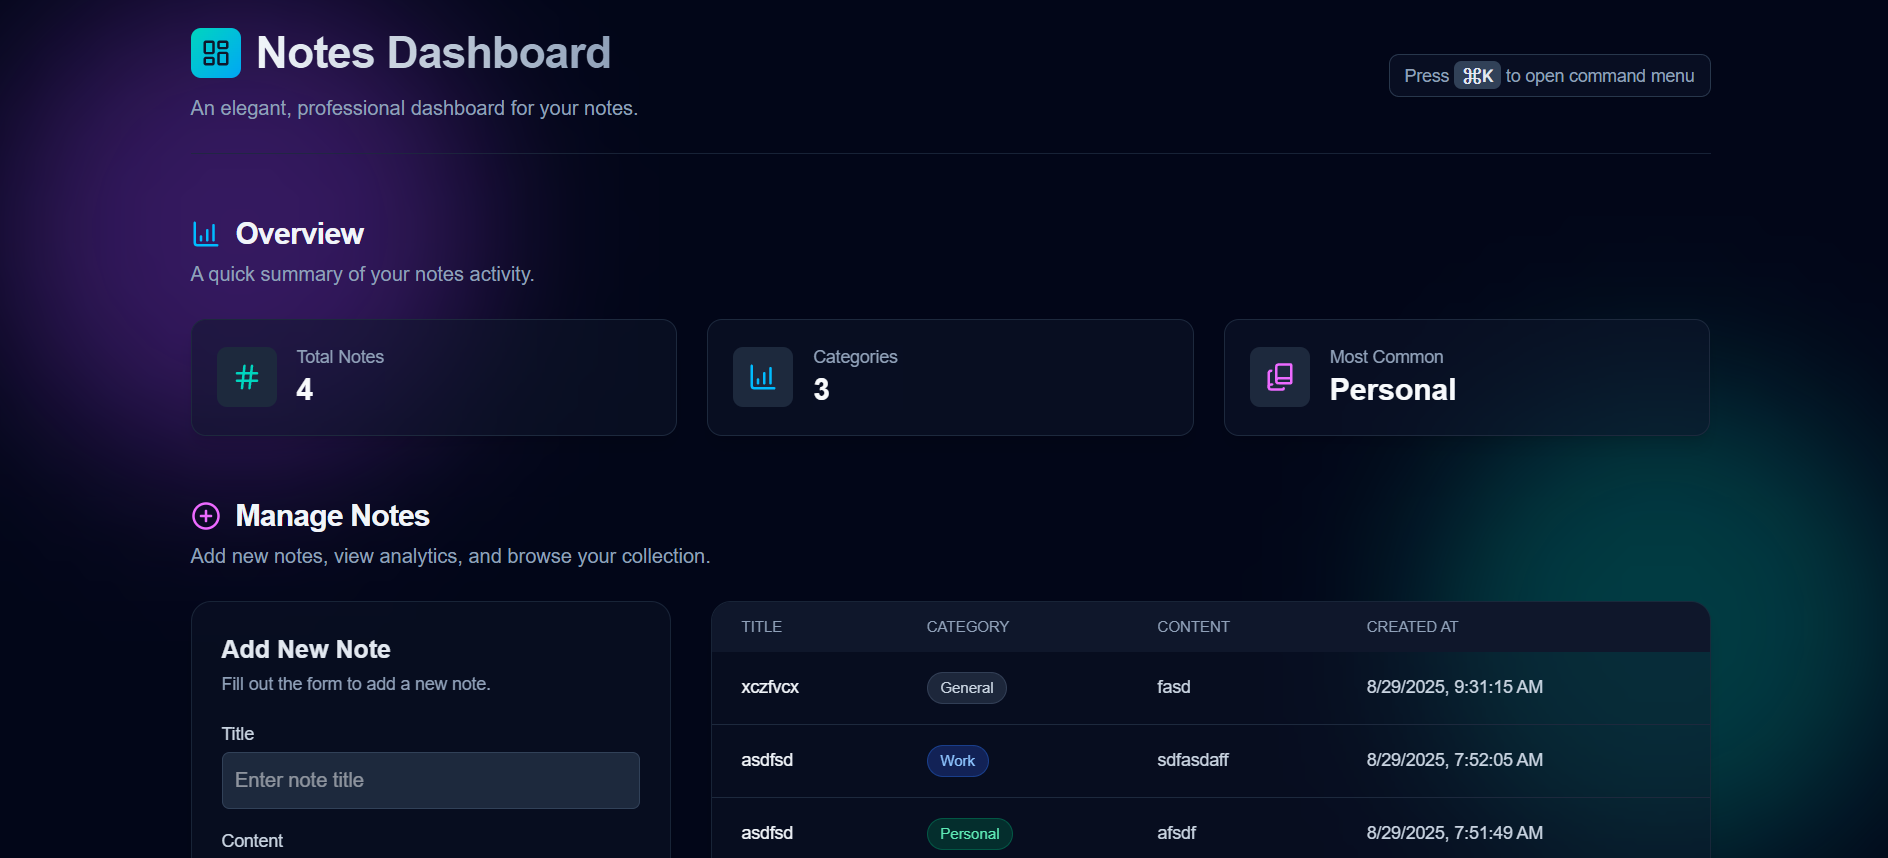 Notes Dashboard
Press ⌘K to open command menu
An elegant, professional dashboard for your notes.
Overview
A quick summary of your notes activity.
Total Notes
4
Categories
3
Most Common
Personal
Manage Notes
Add new notes, view analytics, and browse your collection.
Add New Note
Fill out the form to add a new note.
Title
Enter note title
Content
TITLE CATEGORY CONTENT CREATED AT
xczfvcx General fasd 8/29/2025, 9:31:15 AM
asdfsd Work sdfasdaff 8/29/2025, 7:52:05 AM
asdfsd Personal afsdf 8/29/2025, 7:51:49 AM